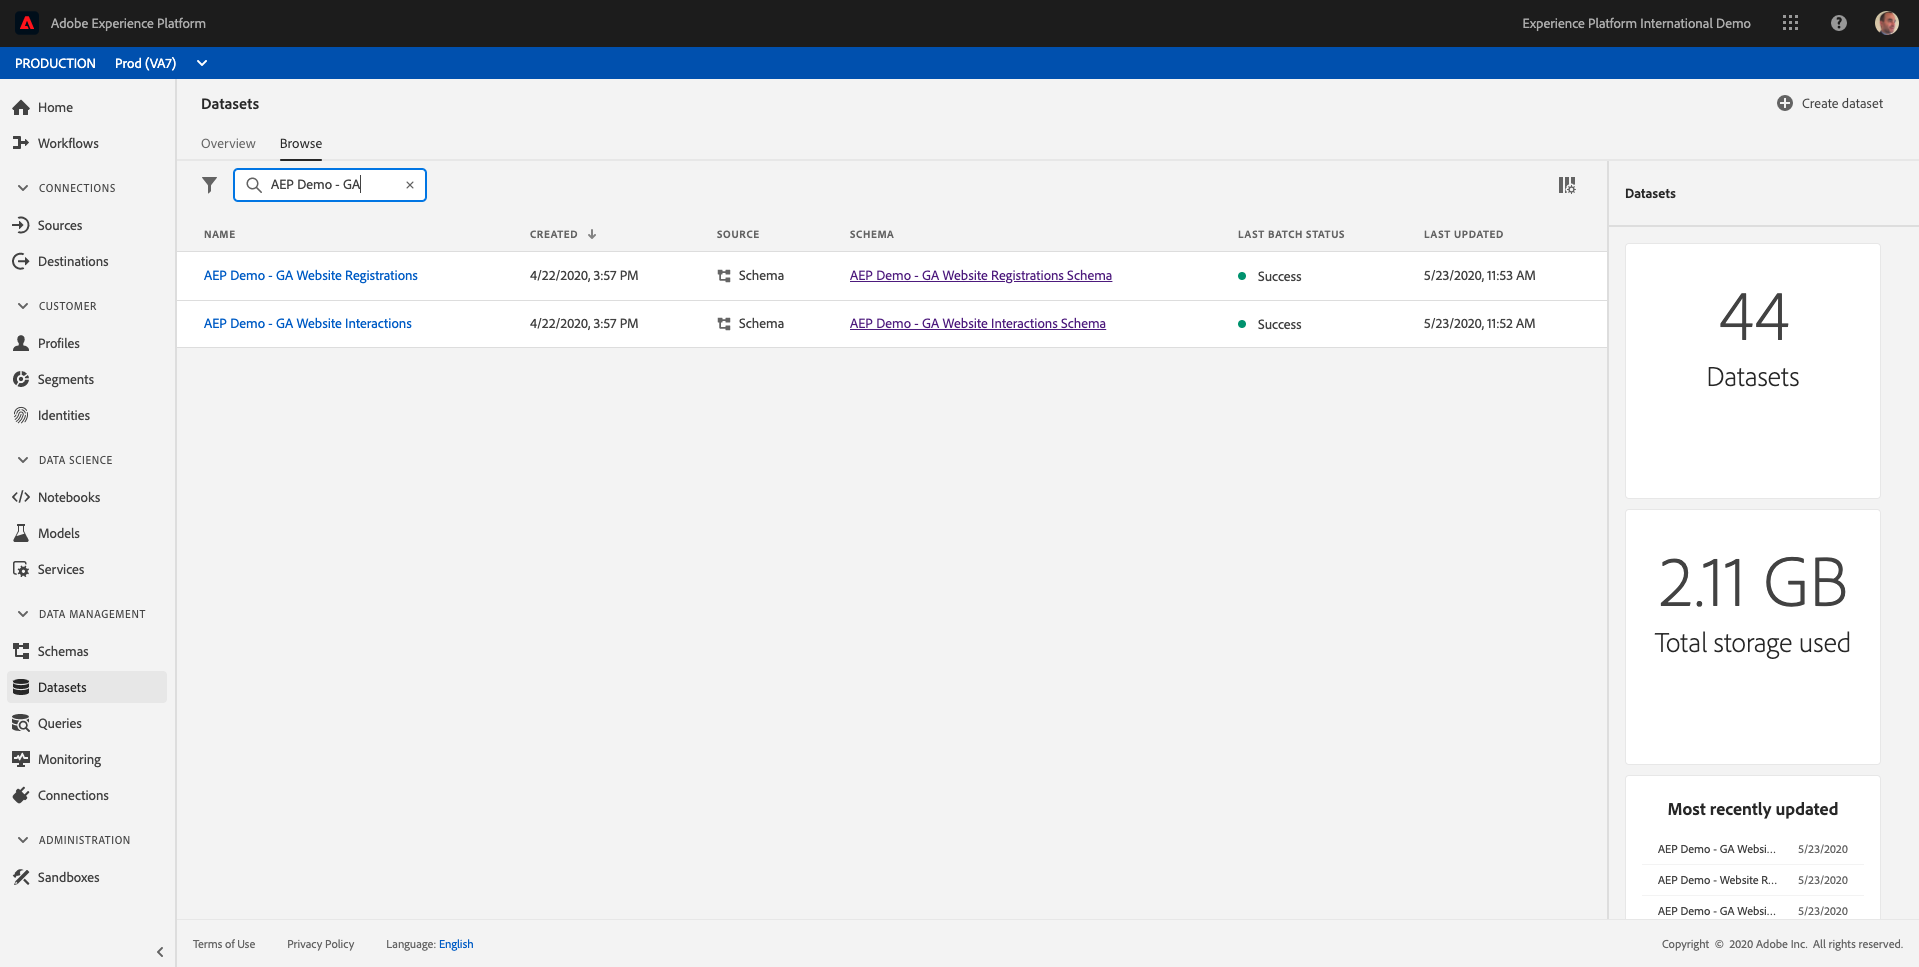 Adobe Experience Platform
Experience Platform International Demo
PRODUCTION Prod (VA7)
Home
Workflows
CONNECTIONS
Sources
Destinations
CUSTOMER
Profiles
Segments
Identities
DATA SCIENCE
Notebooks
Models
Services
DATA MANAGEMENT
Schemas
Datasets
Queries
Monitoring
Connections
ADMINISTRATION
Sandboxes
Datasets
Create dataset
Overview Browse
AEP Demo - GA
NAME CREATED SOURCE SCHEMA LAST BATCH STATUS LAST UPDATED
AEP Demo - GA Website Registrations 4/22/2020, 3:57 PM Schema AEP Demo - GA Website Registrations Schema Success 5/23/2020, 11:53 AM
AEP Demo - GA Website Interactions 4/22/2020, 3:57 PM Schema AEP Demo - GA Website Interactions Schema Success 5/23/2020, 11:52 AM
Datasets
44
Datasets
2.11 GB
Total storage used
Most recently updated
AEP Demo - GA Websi... 5/23/2020
AEP Demo - Website R... 5/23/2020
AEP Demo - GA Websi... 5/23/2020
Terms of Use Privacy Policy Language: English
Copyright © 2020 Adobe Inc. All rights reserved.